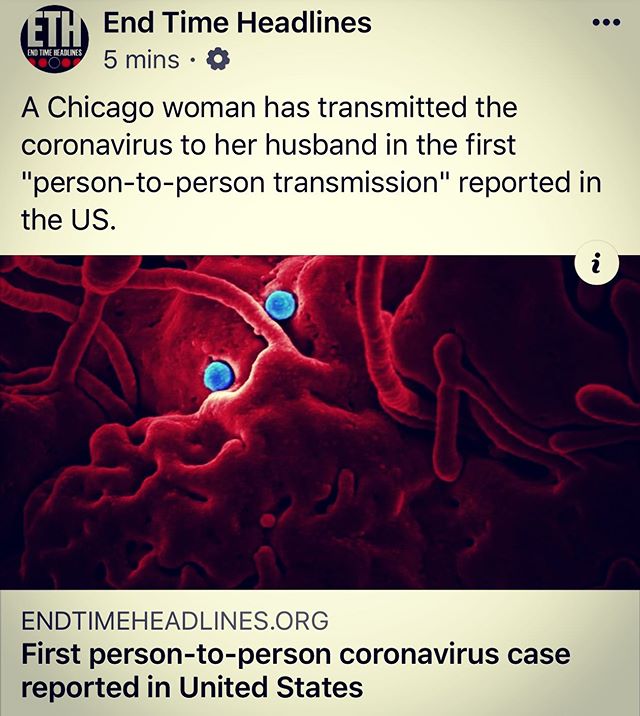 ETH
END TIME HEADLINES
End Time Headlines
5 mins ·
A Chicago woman has transmitted the
coronavirus to her husband in the first
"person-to-person transmission" reported in
the US.
i
ENDTIMEHEADLINES.ORG
First person-to-person coronavirus case
reported in United States